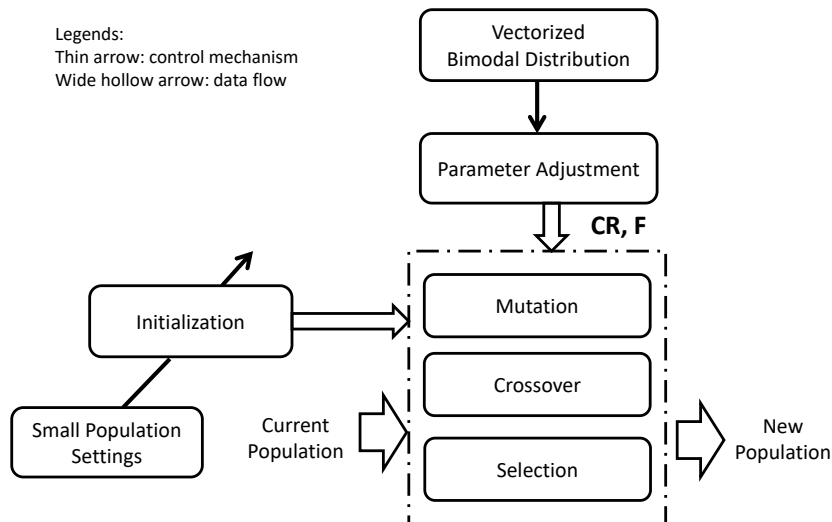 Legends:
Thin arrow: control mechanism
Wide hollow arrow: data flow
Vectorized
Bimodal Distribution
Parameter Adjustment
CR, F
Initialization
Mutation
Crossover
Small Population
Settings
Current
Population
Selection
New
Population